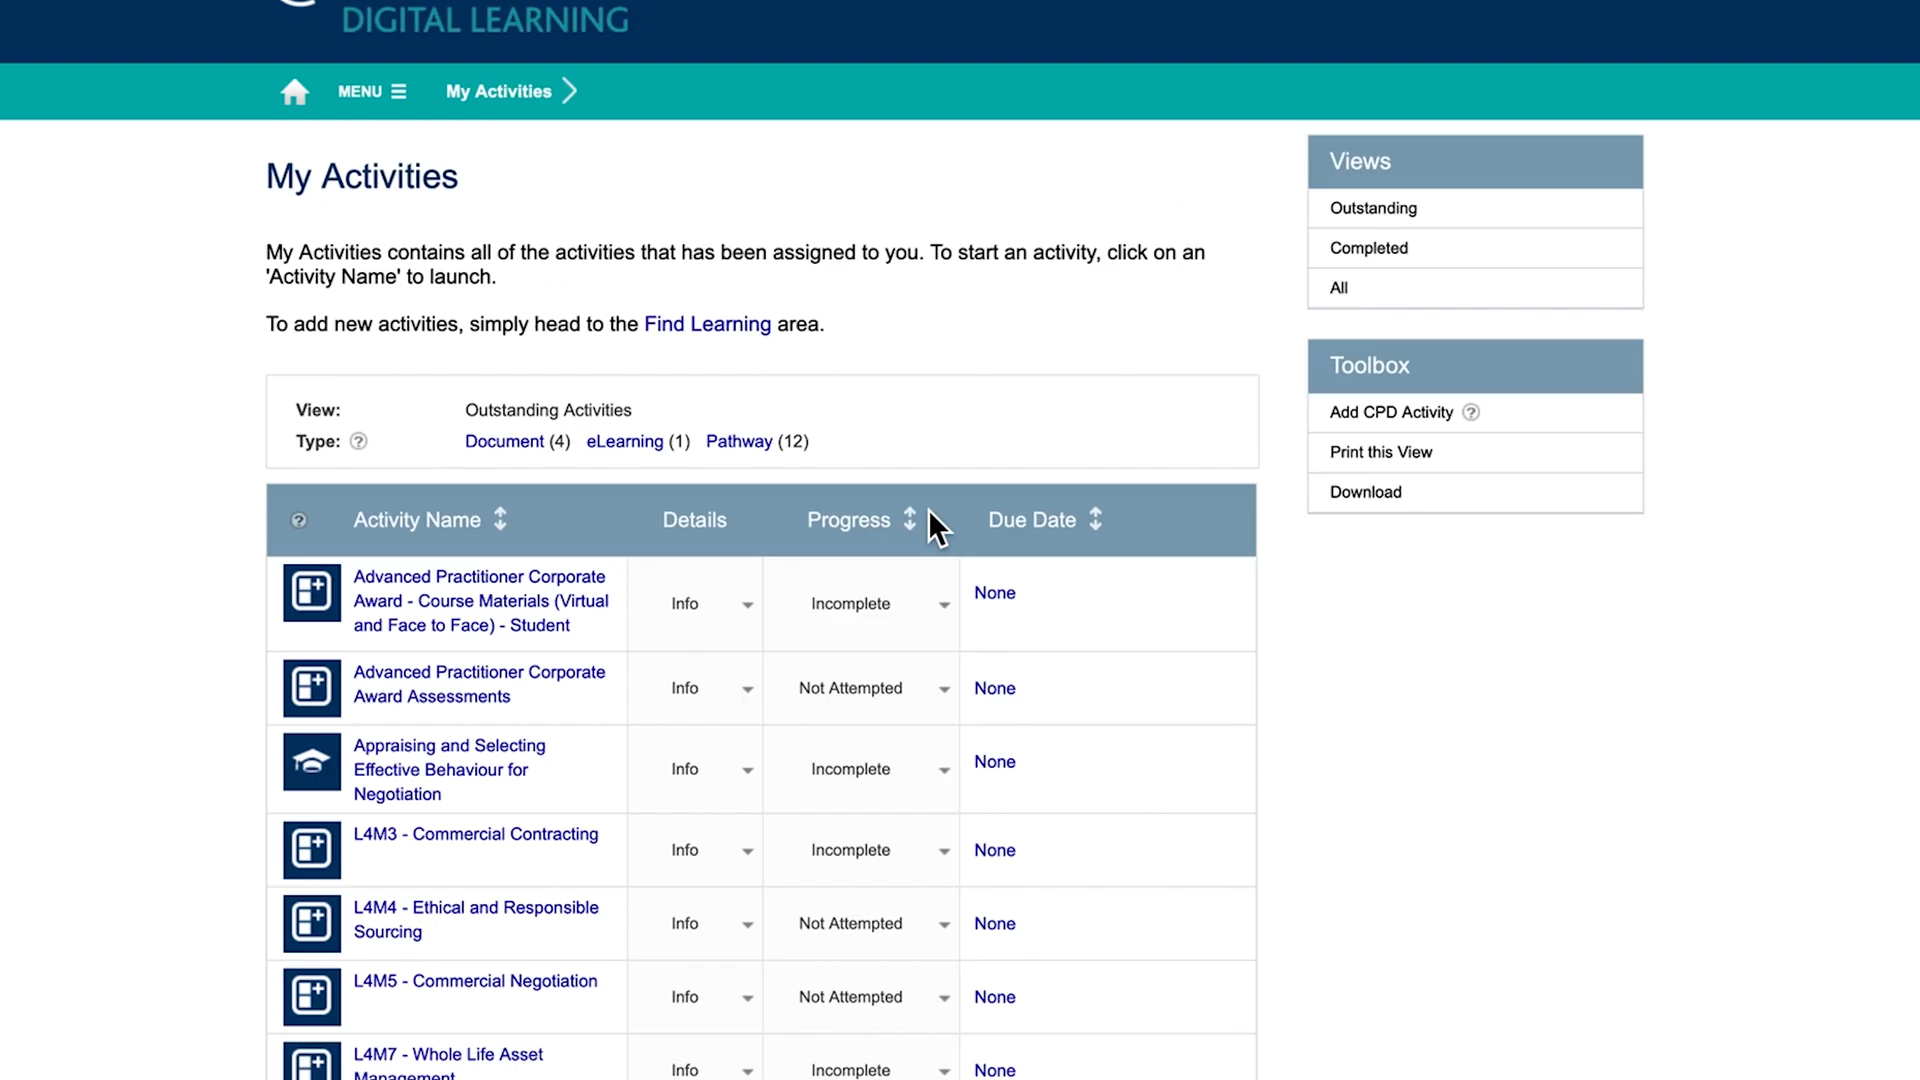 DIGITAL LEARNING
MENU
My Activities
My Activities
My Activities contains all of the activities that has been assigned to you. To start an activity, click on an
'Activity Name' to launch.
To add new activities, simply head to the Find Learning area.
View: Outstanding Activities
Type: ? Document (4) eLearning (1) Pathway (12)
? Activity Name Details Progress Due Date
Advanced Practitioner Corporate
Award - Course Materials (Virtual
and Face to Face) - Student
Info Incomplete None
Advanced Practitioner Corporate
Award Assessments
Info Not Attempted None
Appraising and Selecting
Effective Behaviour for
Negotiation
Info Incomplete None
L4M3 - Commercial Contracting
Info Incomplete None
L4M4 - Ethical and Responsible
Sourcing
Info Not Attempted None
L4M5 - Commercial Negotiation
Info Not Attempted None
L4M7 - Whole Life Asset
Management
Info Incomplete None
Views
Outstanding
Completed
All
Toolbox
Add CPD Activity ?
Print this View
Download